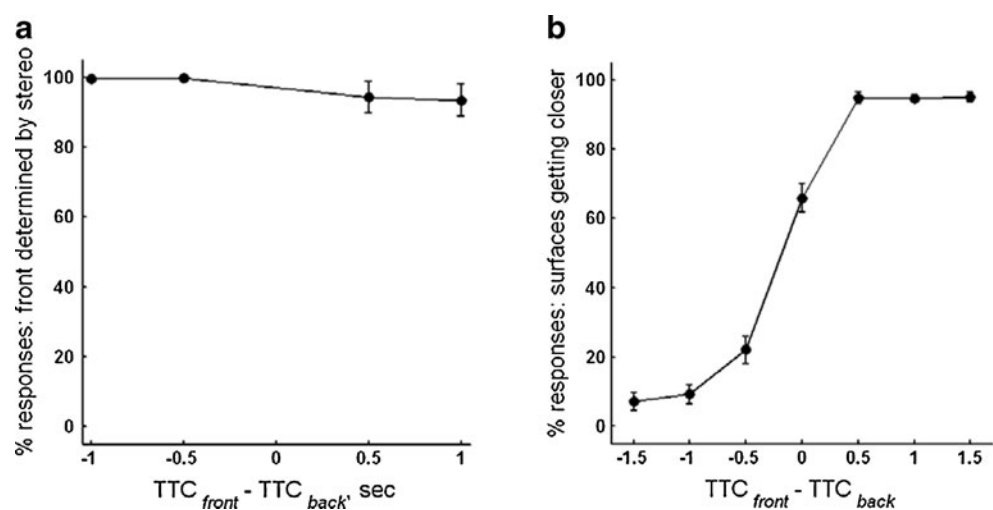 a
% responses: front determined by stereo
100
80
60
40
20
0
-1 -0.5 0 0.5 1
TTC front - TTC back, sec
b
% responses: surfaces getting closer
100
80
60
40
20
0
-1.5 -1 -0.5 0 0.5 1 1.5
TTC front - TTC back